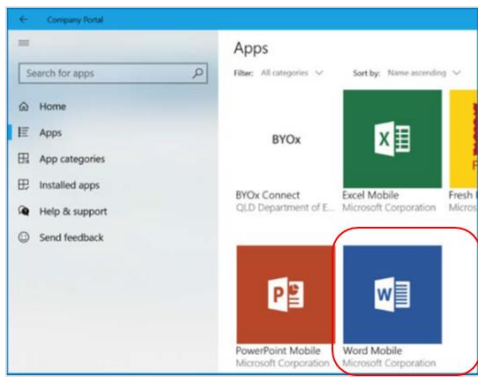 Company Portal
Search for apps
Home
Apps
App categories
Installed apps
Help & support
Send feedback
Apps
Filter: All categories Sort by: Name ascending
BYOx
BYOx Connect
QLD Department of E...
Excel Mobile
Microsoft Corporation
Fresh
Micros
PowerPoint Mobile
Microsoft Corporation
Word Mobile
Microsoft Corporation